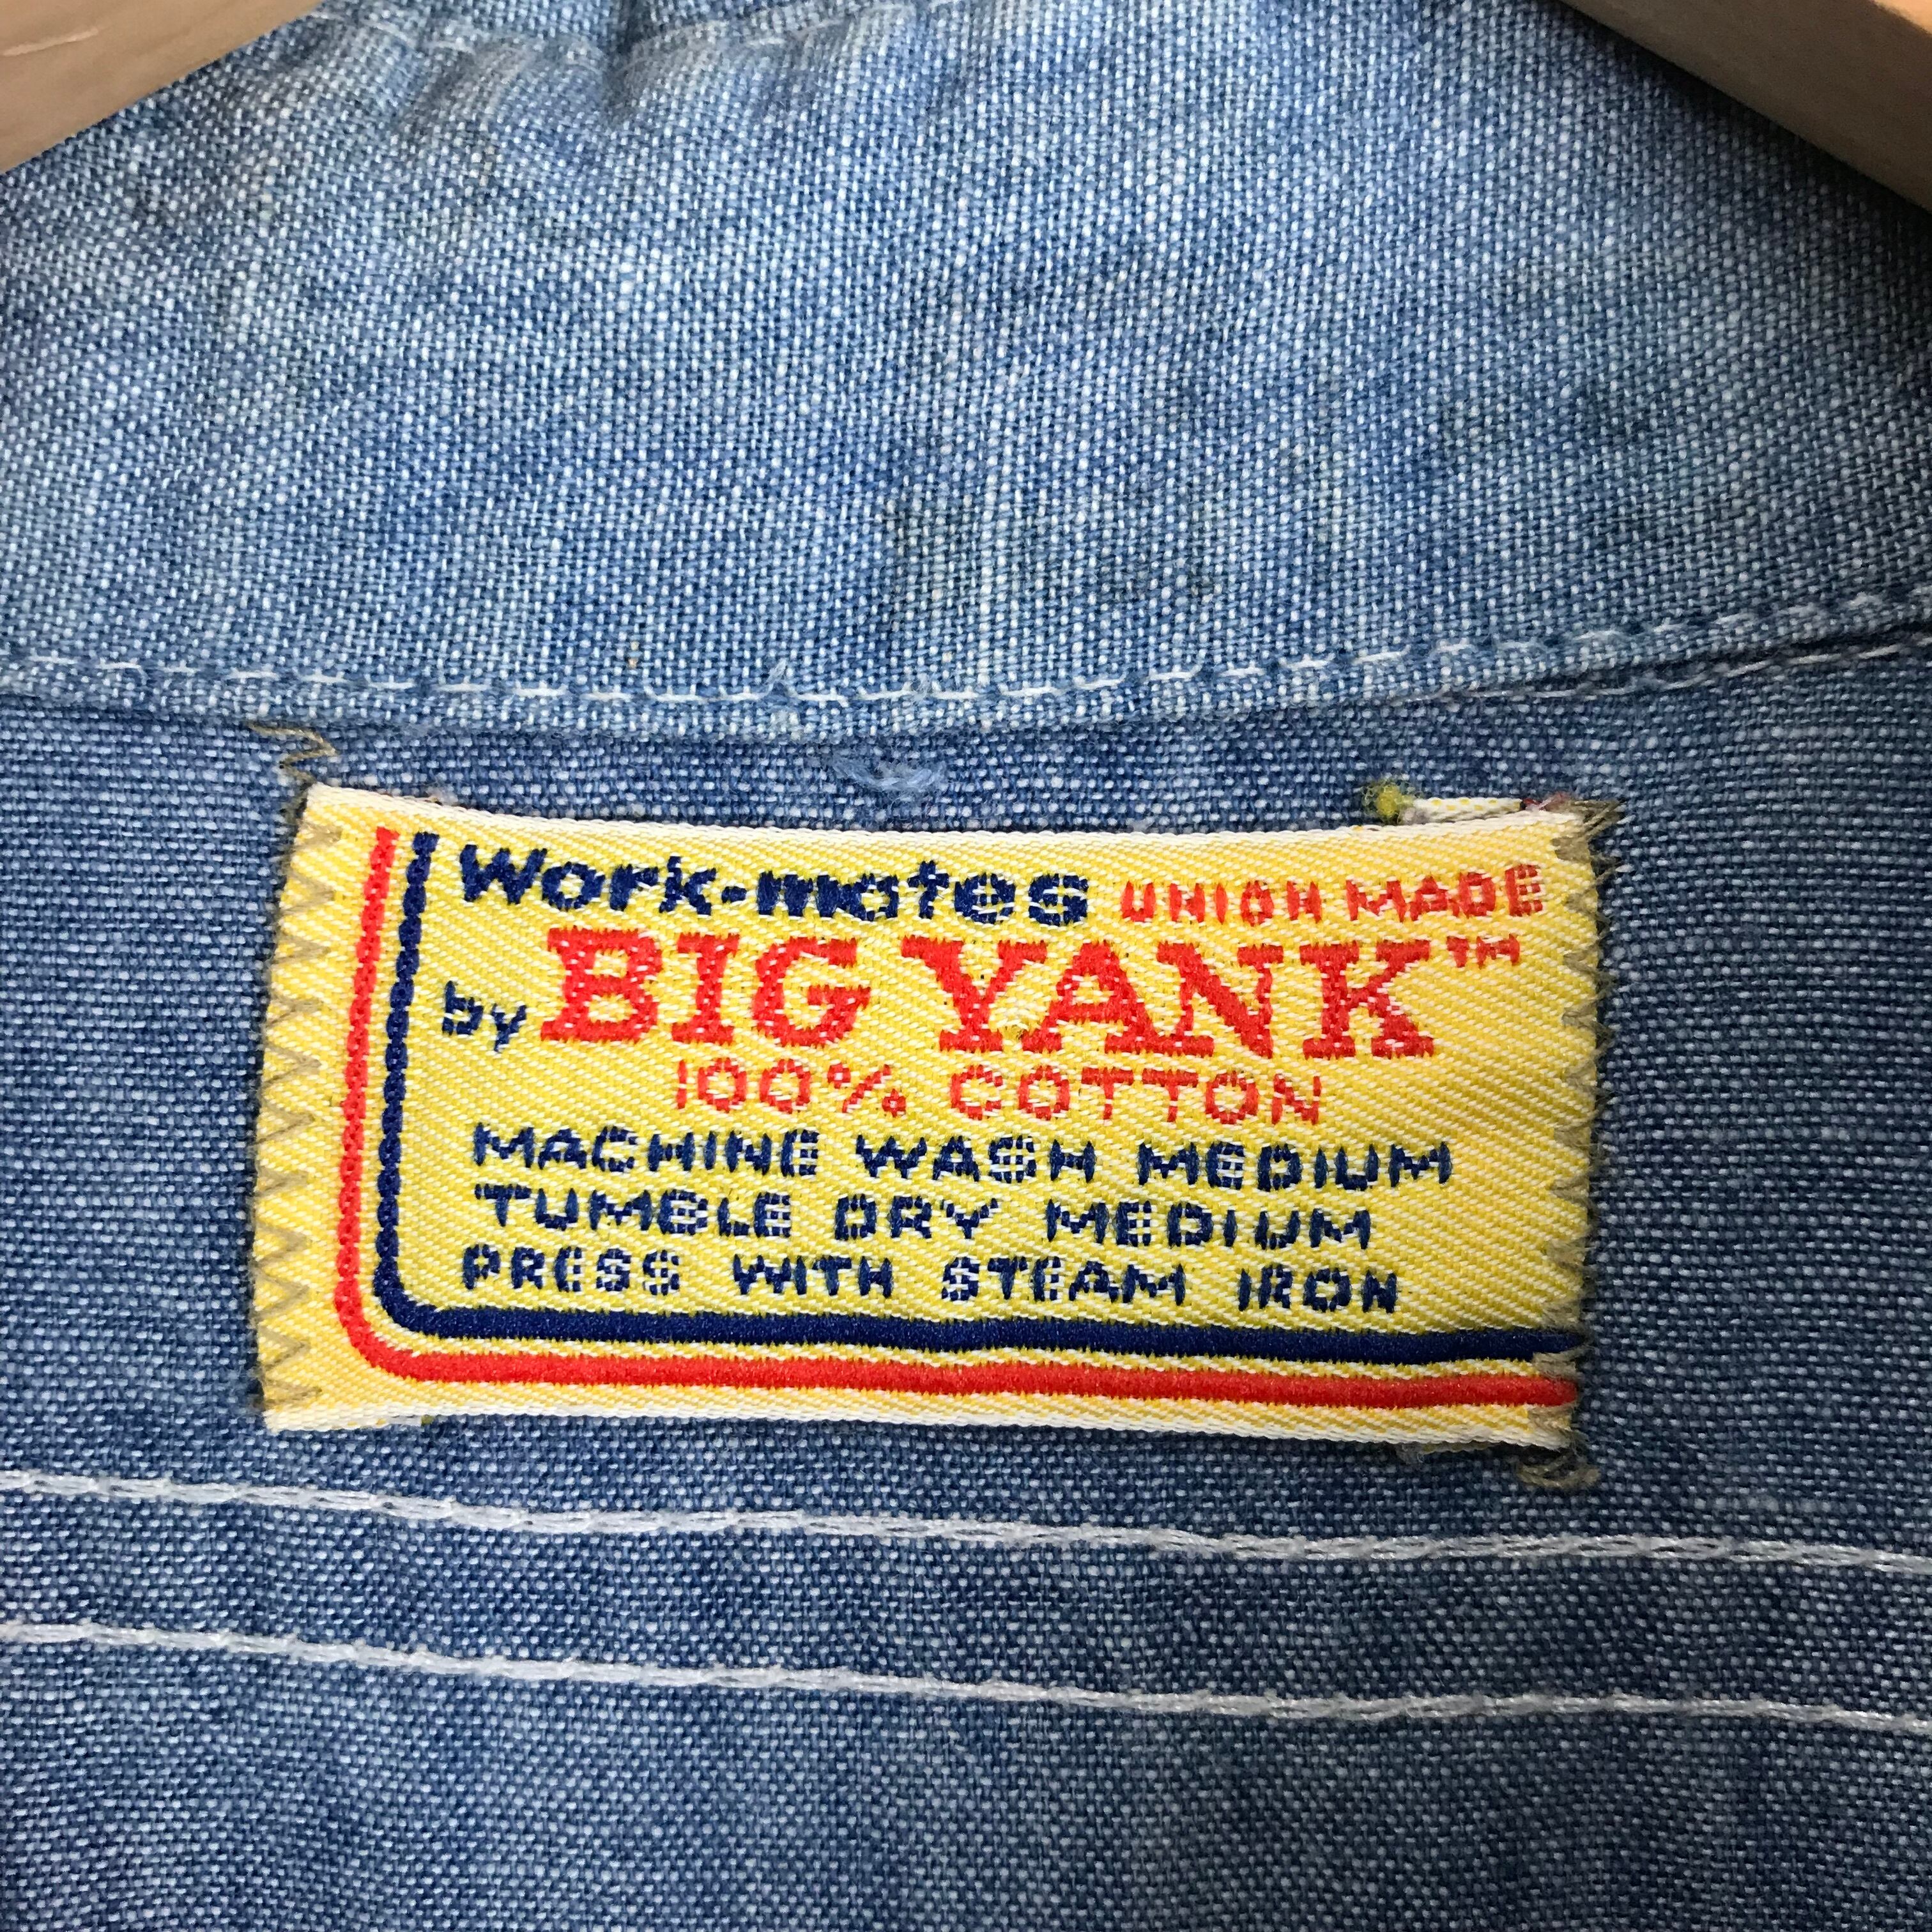 Work-mates UNION MADE
by BIG YANK™
100% COTTON
MACHINE WASH MEDIUM
TUMBLE DRY MEDIUM
PRESS WITH STEAM IRON